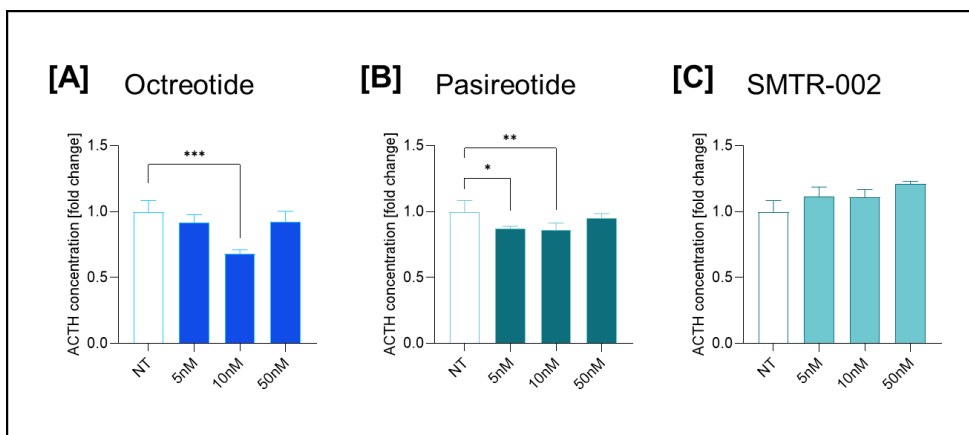 [A] Octreotide
ACTH concentration [fold change]
1.5
1.0
0.5
0.0
***
NT
5nM
10nM
50nM
[B] Pasireotide
ACTH concentration [fold change]
1.5
1.0
0.5
0.0
**
*
NT
5nM
10nM
50nM
[C] SMTR-002
ACTH concentration [fold change]
1.5
1.0
0.5
0.0
NT
5nM
10nM
50nM